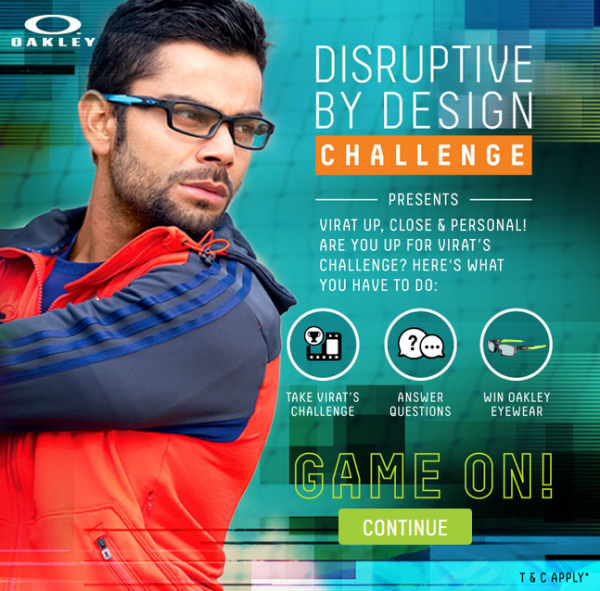 OAKLEY
DISRUPTIVE
BY DESIGN
CHALLENGE
PRESENTS
VIRAT UP, CLOSE & PERSONAL!
ARE YOU UP FOR VIRAT'S
CHALLENGE? HERE'S WHAT
YOU HAVE TO DO:
?
TAKE VIRAT'S
CHALLENGE
ANSWER
QUESTIONS
WIN OAKLEY
EYEWEAR
GAME ON!
CONTINUE
T & C APPLY*